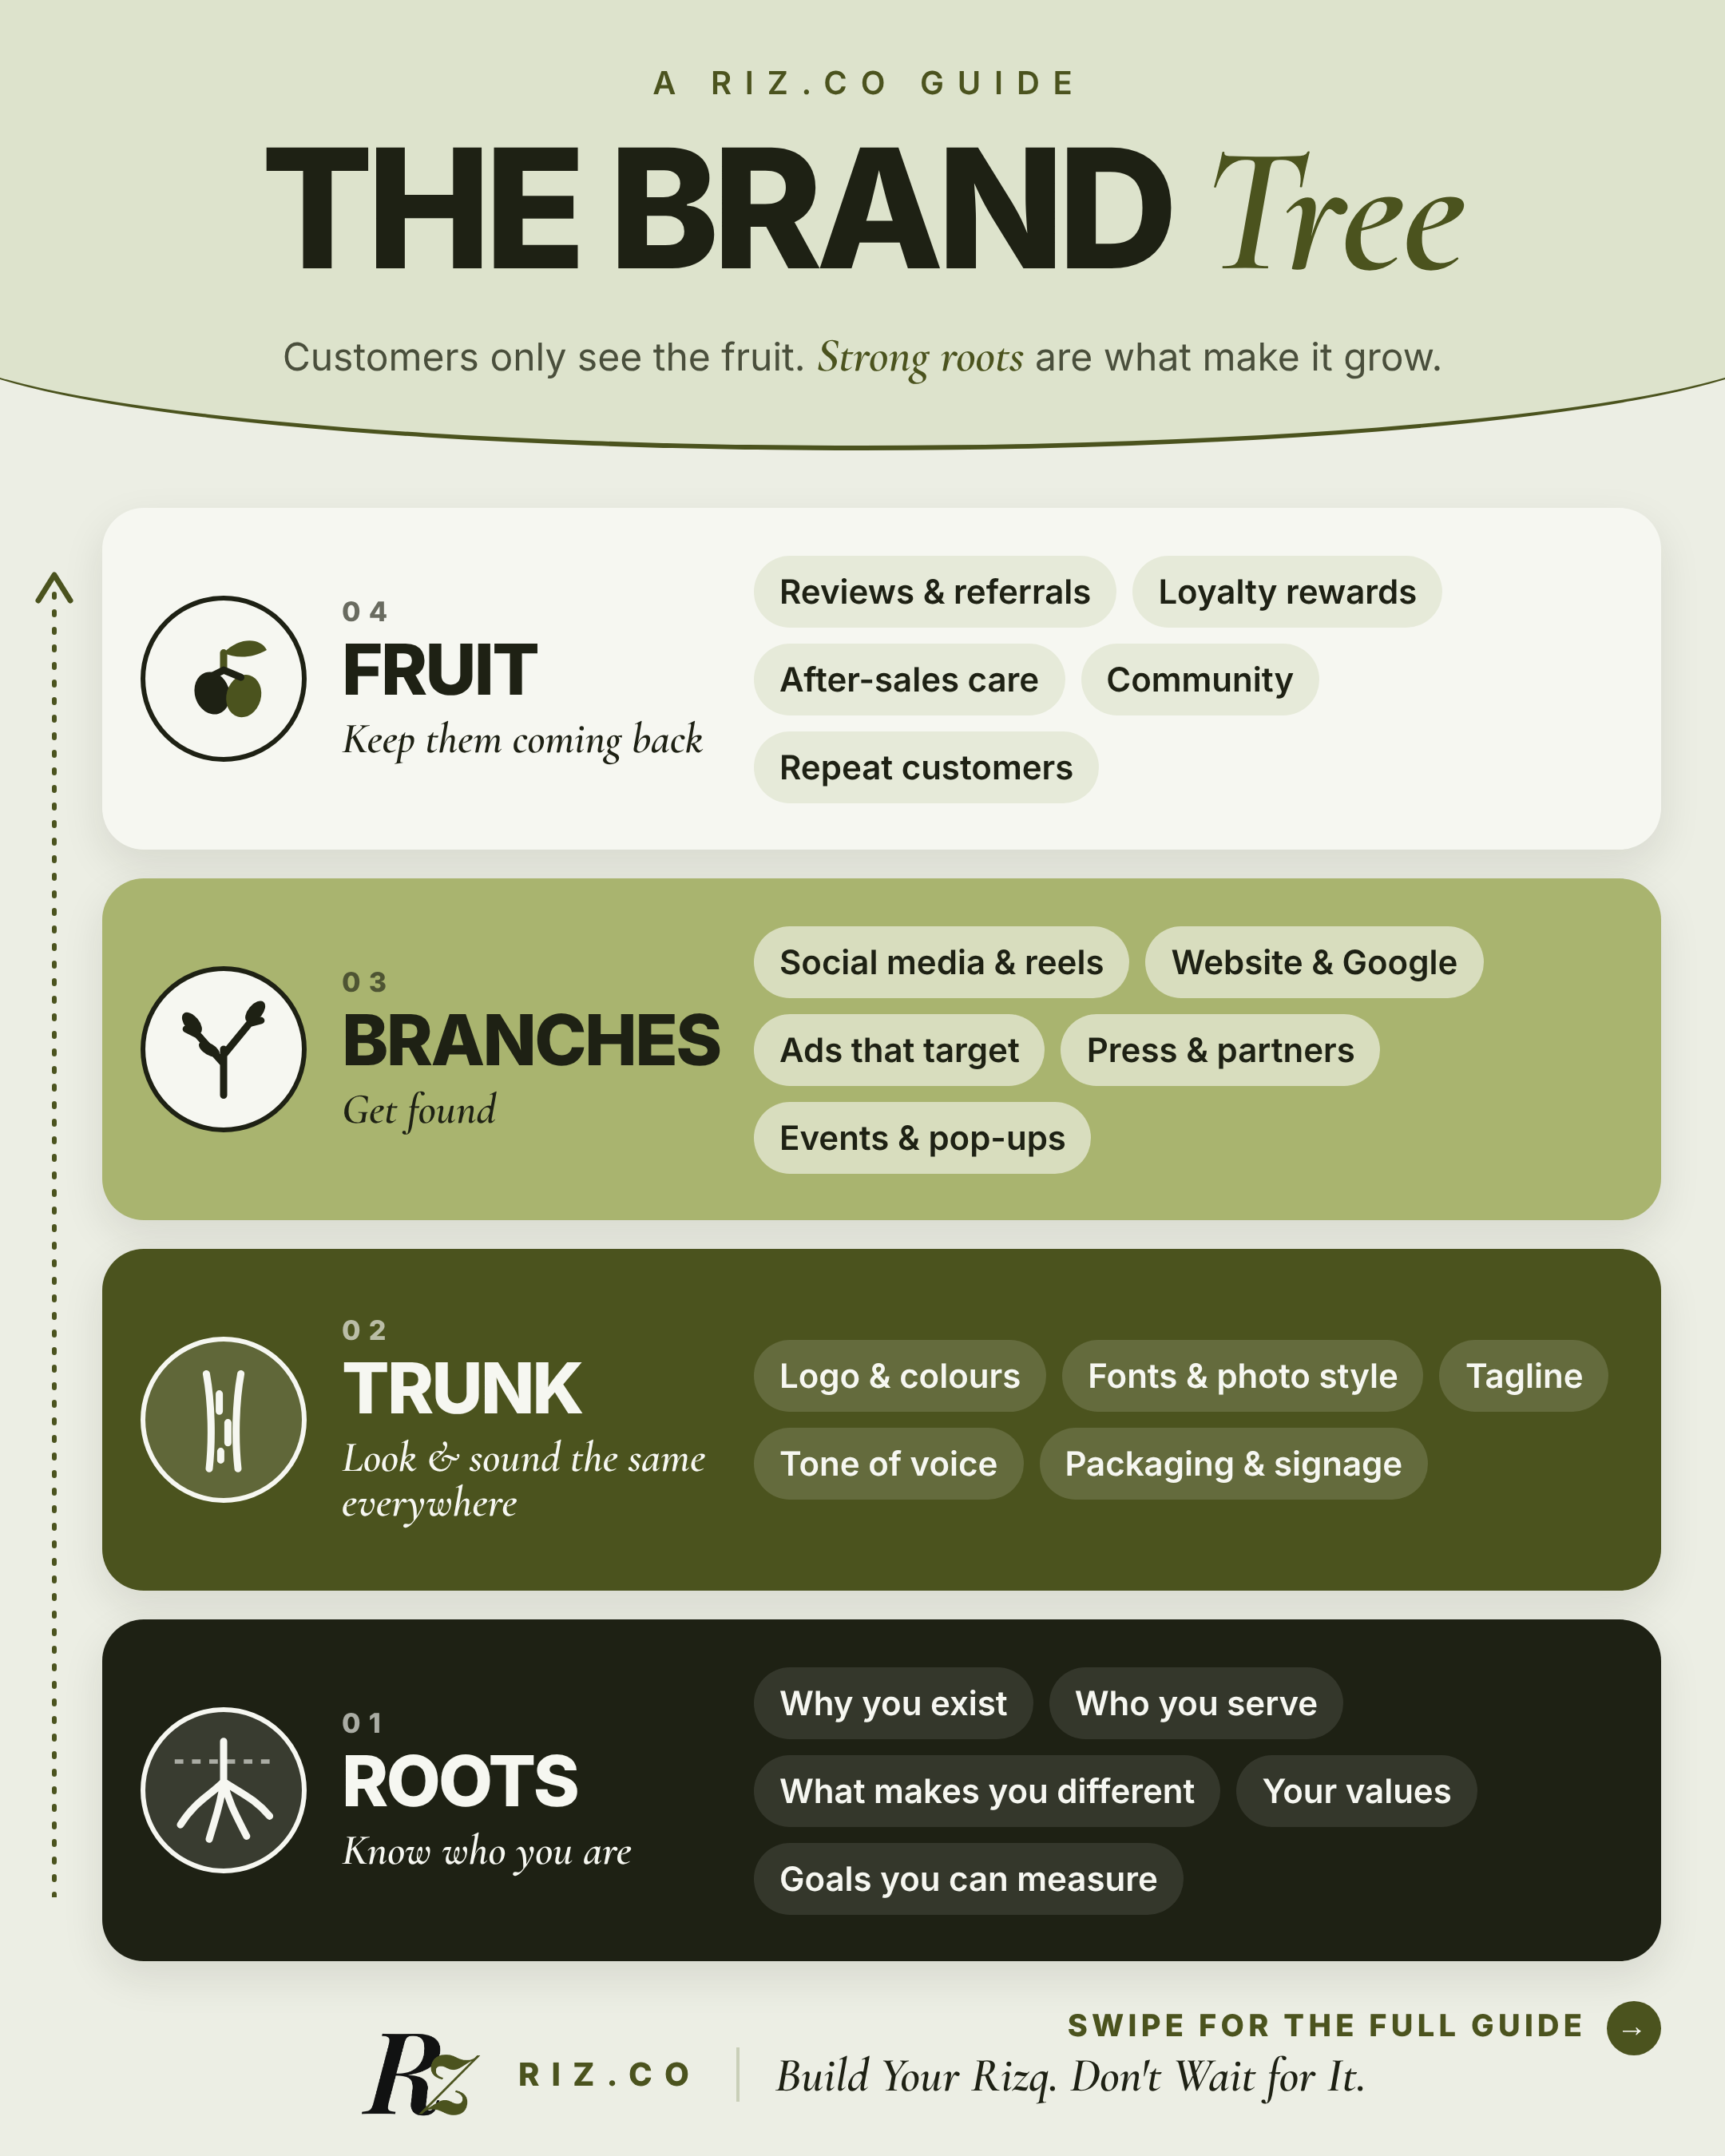 A RIZ.CO GUIDE
THE BRAND Tree
Customers only see the fruit. Strong roots are what make it grow.
04
FRUIT
Keep them coming back
Reviews & referrals
Loyalty rewards
After-sales care
Community
Repeat customers
03
BRANCHES
Get found
Social media & reels
Website & Google
Ads that target
Press & partners
Events & pop-ups
02
TRUNK
Look & sound the same
everywhere
Logo & colours
Fonts & photo style
Tagline
Tone of voice
Packaging & signage
01
ROOTS
Know who you are
Why you exist
Who you serve
What makes you different
Your values
Goals you can measure
SWIPE FOR THE FULL GUIDE →
Rz
RIZ.CO
Build Your Rizq. Don't Wait for It.